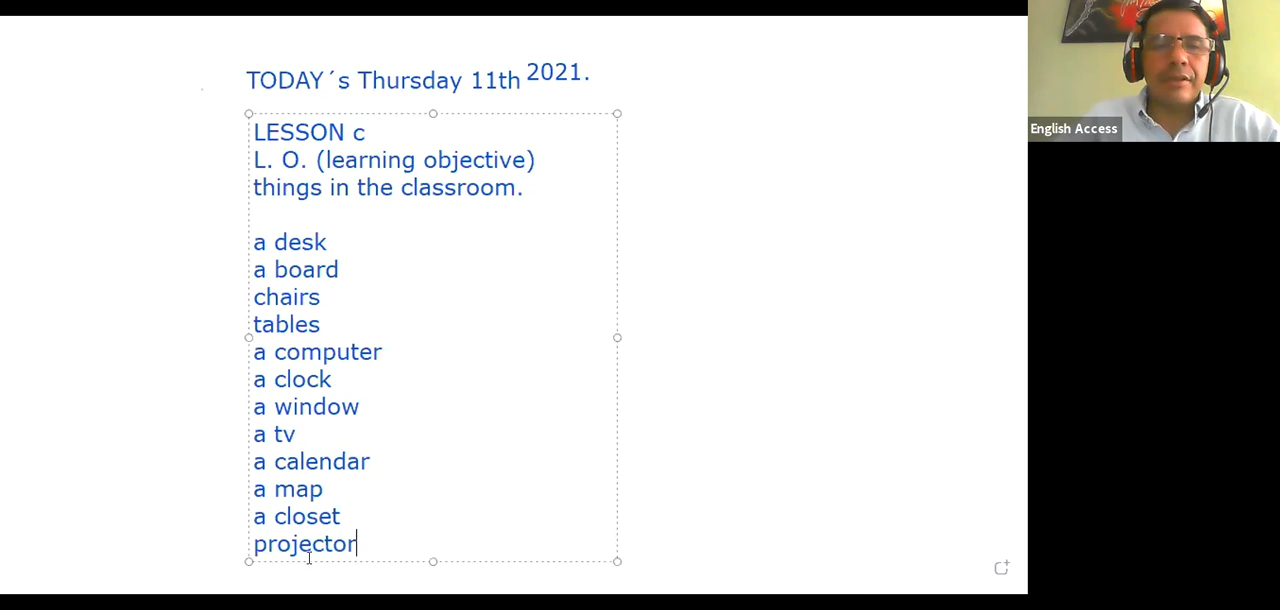 TODAY´s Thursday 11th 2021.
LESSON c
L. O. (learning objective)
things in the classroom.
a desk
a board
chairs
tables
a computer
a clock
a window
a tv
a calendar
a map
a closet
projector
English Access